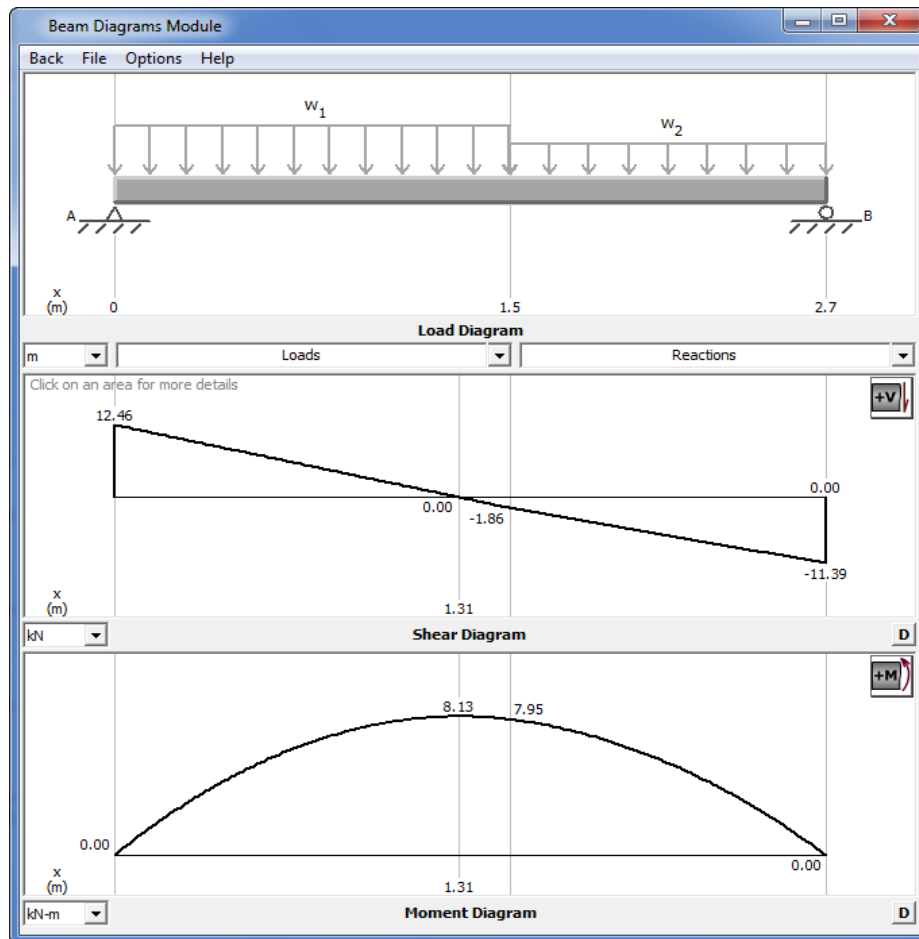 Beam Diagrams Module
Back File Options Help
w1
w2
A
B
x
(m) 0 1.5 2.7
Load Diagram
m Loads Reactions
Click on an area for more details
+V
12.46
0.00
0.00
-1.86
-11.39
x
(m)
1.31
kN Shear Diagram D
+M
8.13 7.95
0.00
0.00
x
(m)
1.31
kN-m Moment Diagram D